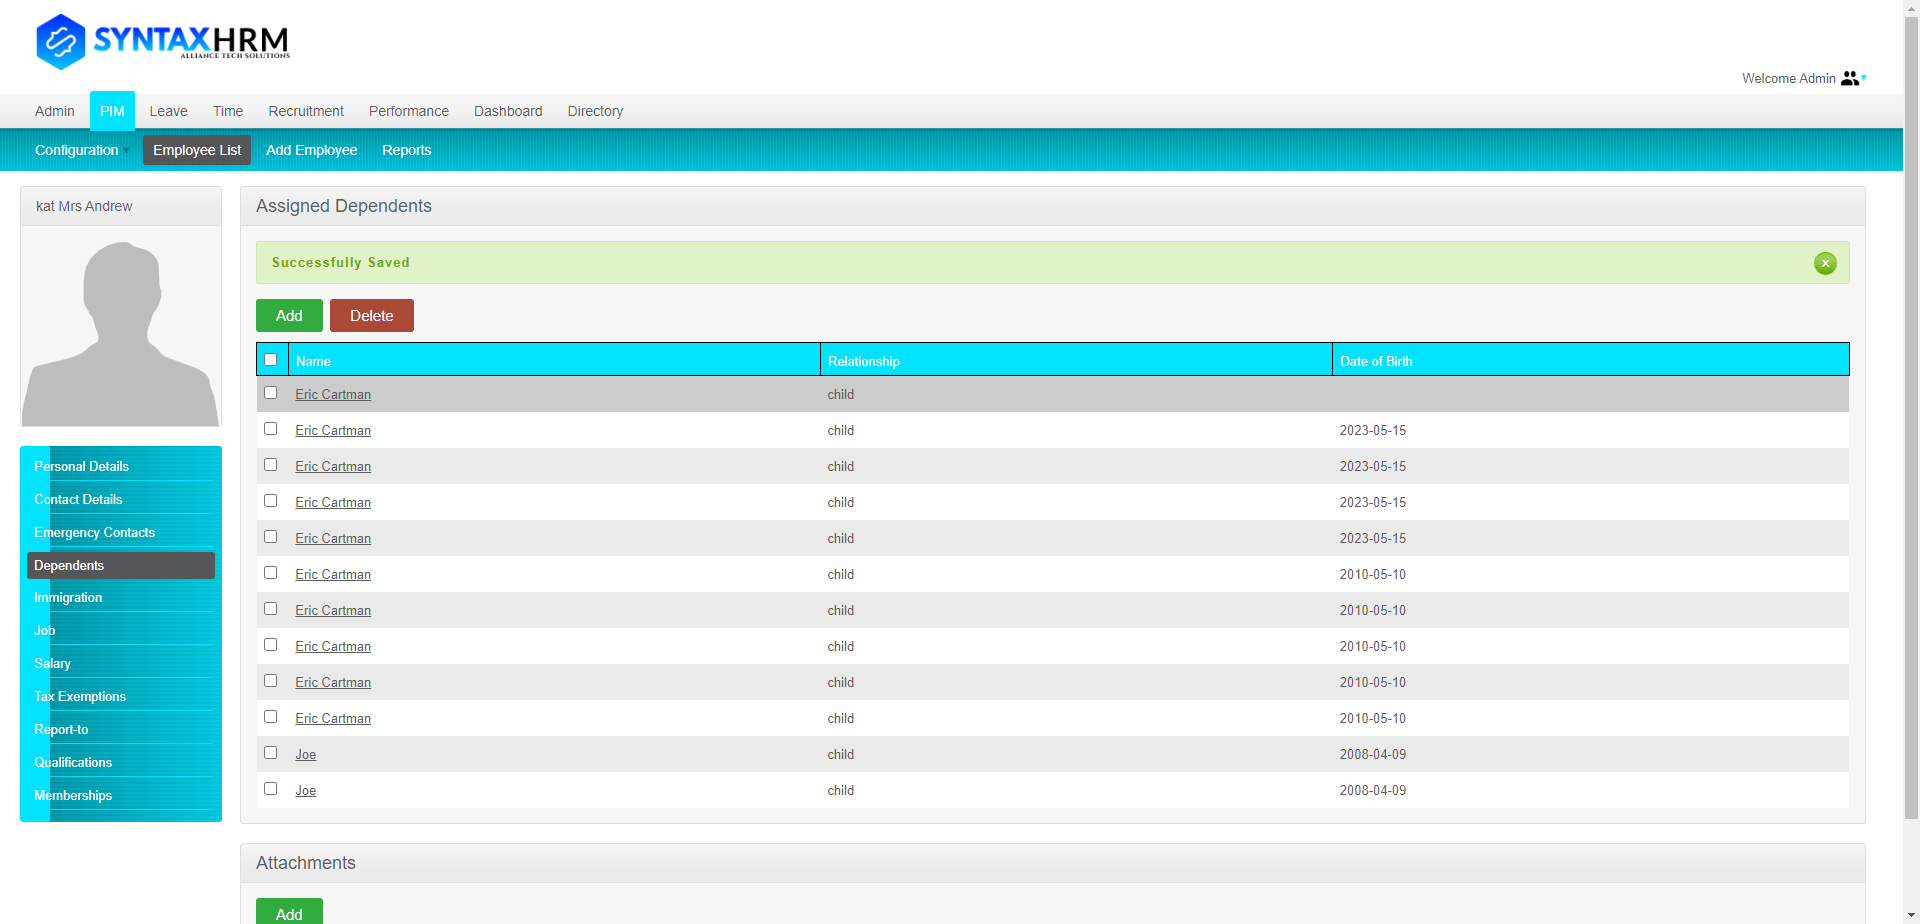 SYNTAXHRM
ALLIANCE TECH SOLUTIONS
Welcome Admin
Admin PIM Leave Time Recruitment Performance Dashboard Directory
Configuration Employee List Add Employee Reports
kat Mrs Andrew
Personal Details
Contact Details
Emergency Contacts
Dependents
Immigration
Job
Salary
Tax Exemptions
Report-to
Qualifications
Memberships
Assigned Dependents
Successfully Saved x
Add Delete
Name Relationship Date of Birth
Eric Cartman child
Eric Cartman child 2023-05-15
Eric Cartman child 2023-05-15
Eric Cartman child 2023-05-15
Eric Cartman child 2023-05-15
Eric Cartman child 2010-05-10
Eric Cartman child 2010-05-10
Eric Cartman child 2010-05-10
Eric Cartman child 2010-05-10
Eric Cartman child 2010-05-10
Joe child 2008-04-09
Joe child 2008-04-09
Attachments
Add